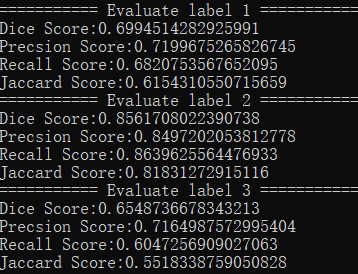 =========== Evaluate label 1 ===========
Dice Score:0.6994514282925991
Precsion Score:0.7199675265826745
Recall Score:0.6820753567652095
Jaccard Score:0.6154310550715659
=========== Evaluate label 2 ===========
Dice Score:0.8561708022390738
Precsion Score:0.8497202053812778
Recall Score:0.8639625564476933
Jaccard Score:0.81831272915116
=========== Evaluate label 3 ===========
Dice Score:0.6548736678343213
Precsion Score:0.7164987572995404
Recall Score:0.6047256909027063
Jaccard Score:0.5518338759050828